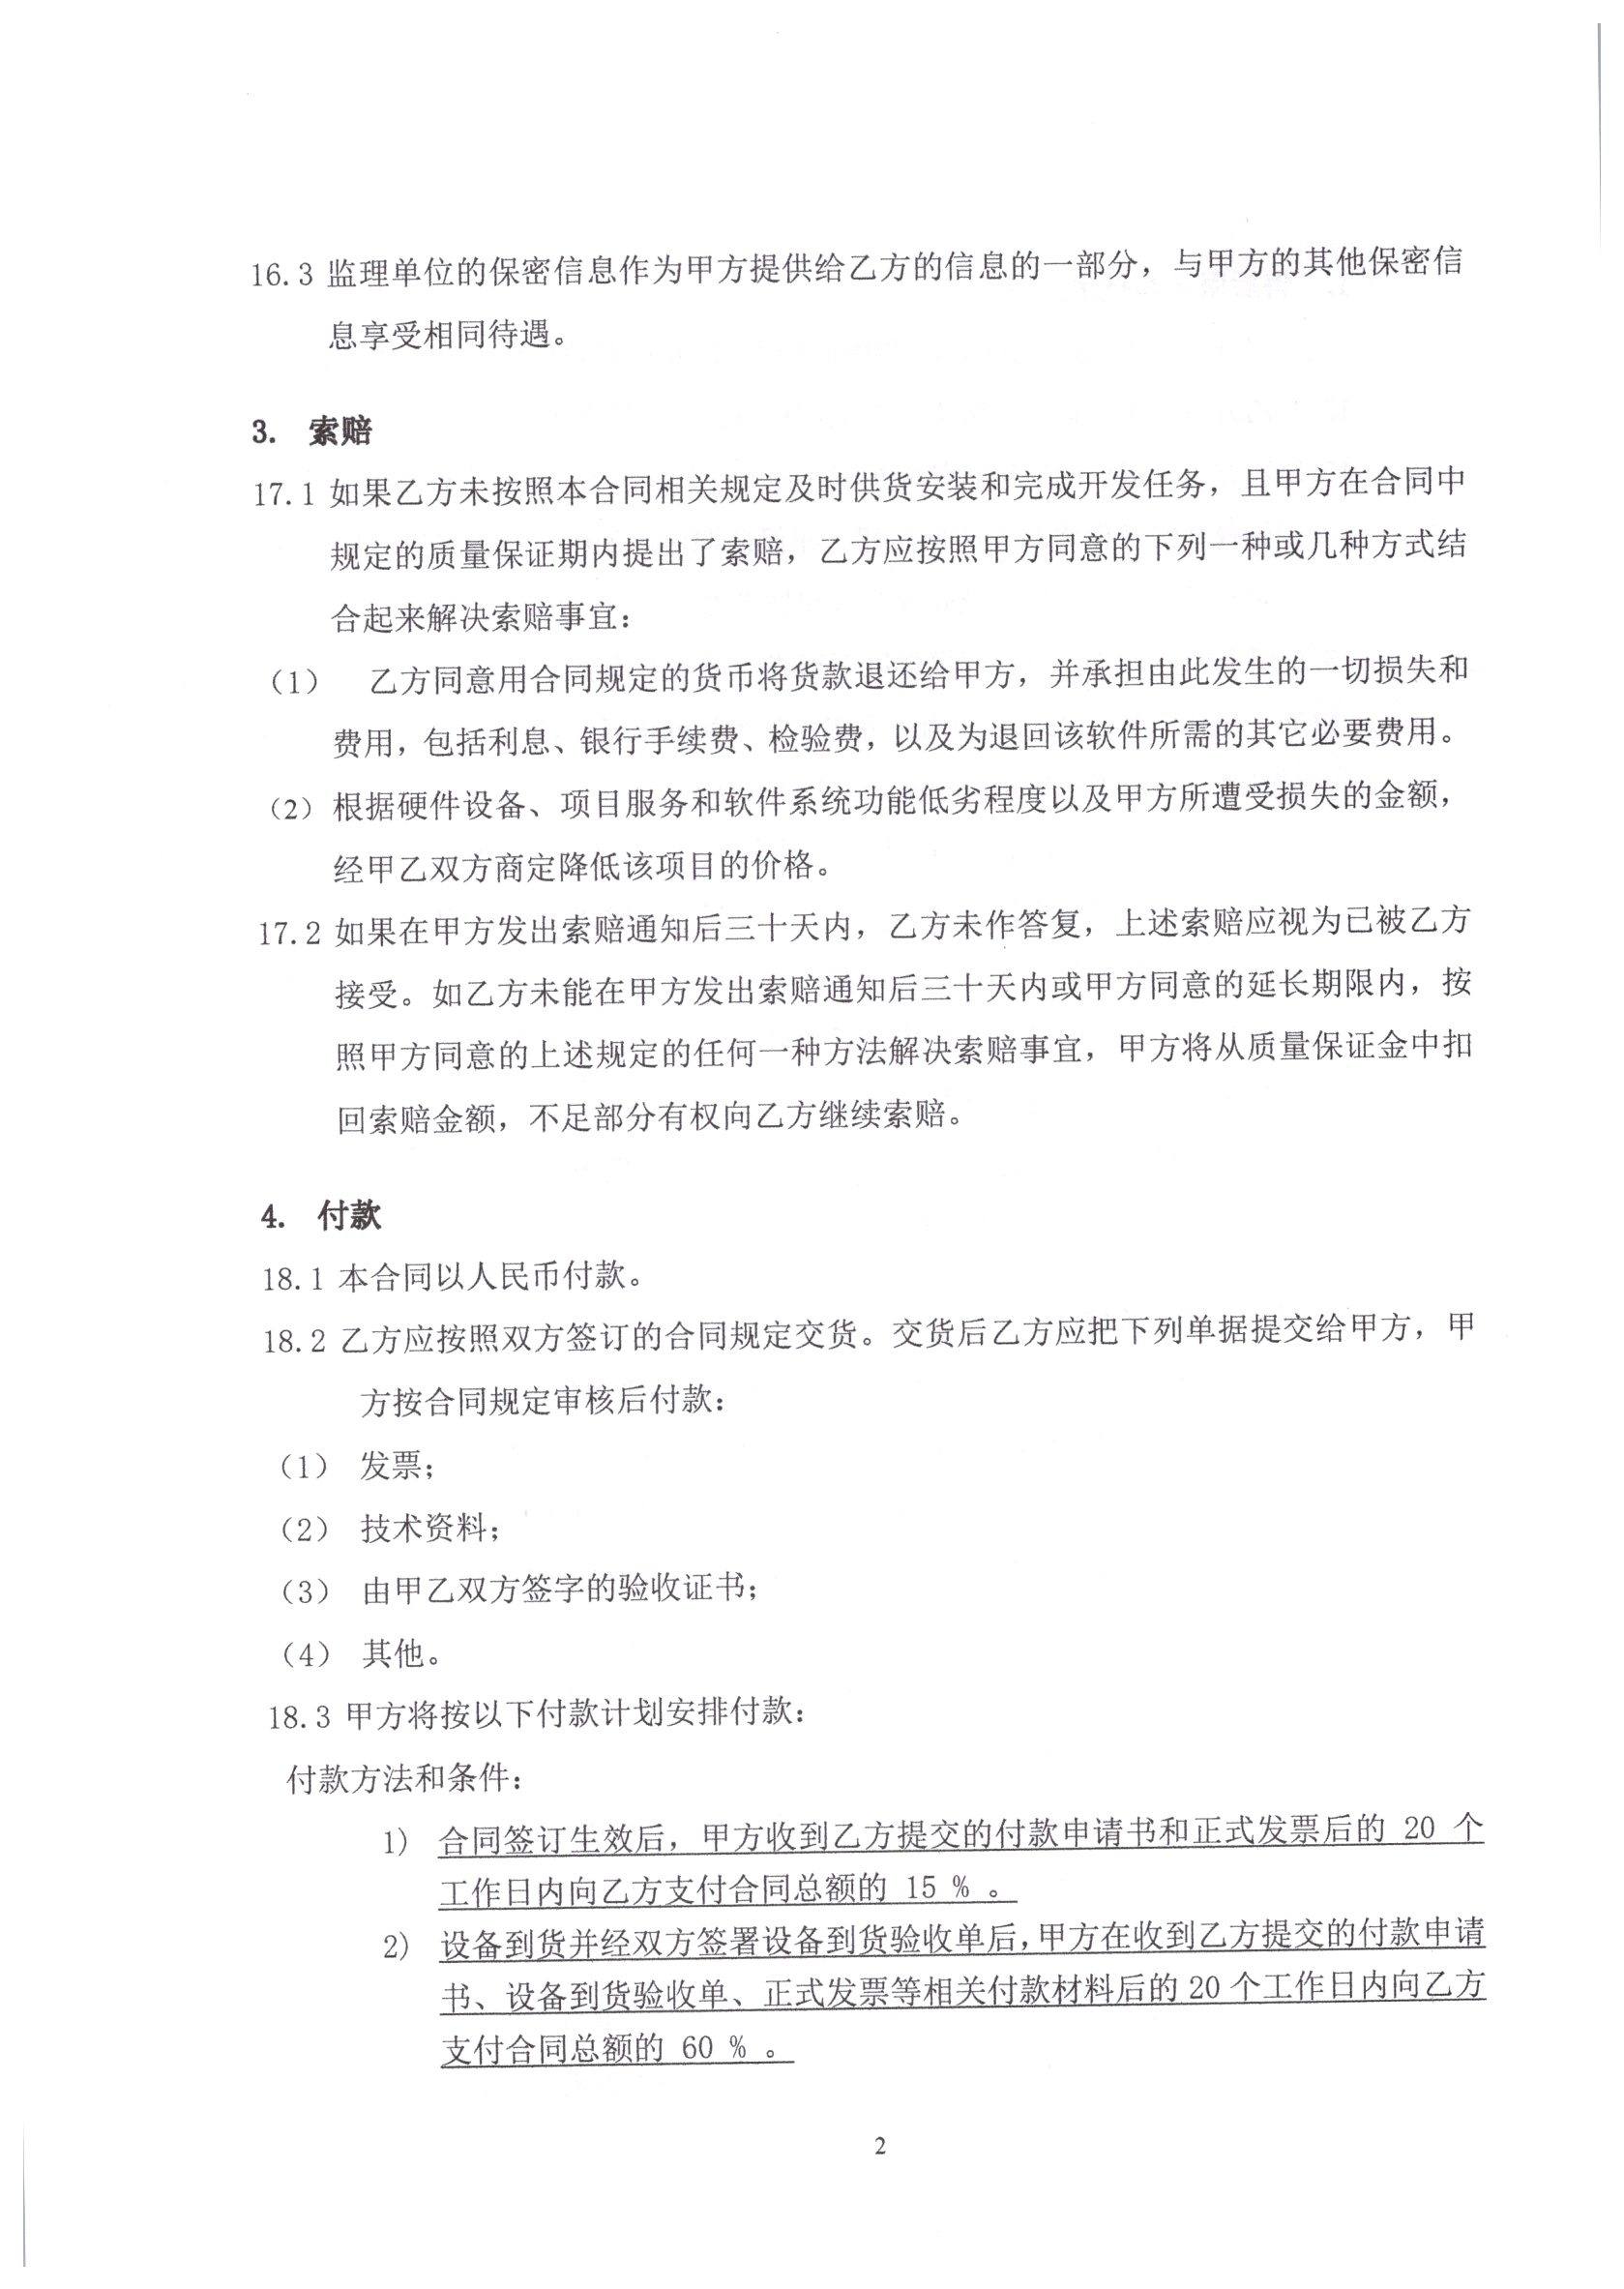 16.3 监理单位的保密信息作为甲方提供给乙方的信息的一部分，与甲方的其他保密信
息享受相同待遇。
3. 索赔
17.1 如果乙方未按照本合同相关规定及时供货安装和完成开发任务，且甲方在合同中
规定的质量保证期内提出了索赔，乙方应按照甲方同意的下列一种或几种方式结
合起来解决索赔事宜：
（1） 乙方同意用合同规定的货币将货款退还给甲方，并承担由此发生的一切损失和
费用，包括利息、银行手续费、检验费，以及为退回该软件所需的其它必要费用。
（2）根据硬件设备、项目服务和软件系统功能低劣程度以及甲方所遭受损失的金额，
经甲乙双方商定降低该项目的价格。
17.2 如果在甲方发出索赔通知后三十天内，乙方未作答复，上述索赔应视为已被乙方
接受。如乙方未能在甲方发出索赔通知后三十天内或甲方同意的延长期限内，按
照甲方同意的上述规定的任何一种方法解决索赔事宜，甲方将从质量保证金中扣
回索赔金额，不足部分有权向乙方继续索赔。
4. 付款
18.1 本合同以人民币付款。
18.2 乙方应按照双方签订的合同规定交货。交货后乙方应把下列单据提交给甲方，甲
方按合同规定审核后付款：
（1） 发票；
（2） 技术资料；
（3） 由甲乙双方签字的验收证书；
（4） 其他。
18.3 甲方将按以下付款计划安排付款：
付款方法和条件：
1) 合同签订生效后，甲方收到乙方提交的付款申请书和正式发票后的 20 个
工作日内向乙方支付合同总额的 15 % 。
2) 设备到货并经双方签署设备到货验收单后，甲方在收到乙方提交的付款申请
书、设备到货验收单、正式发票等相关付款材料后的 20 个工作日内向乙方
支付合同总额的 60 % 。
2